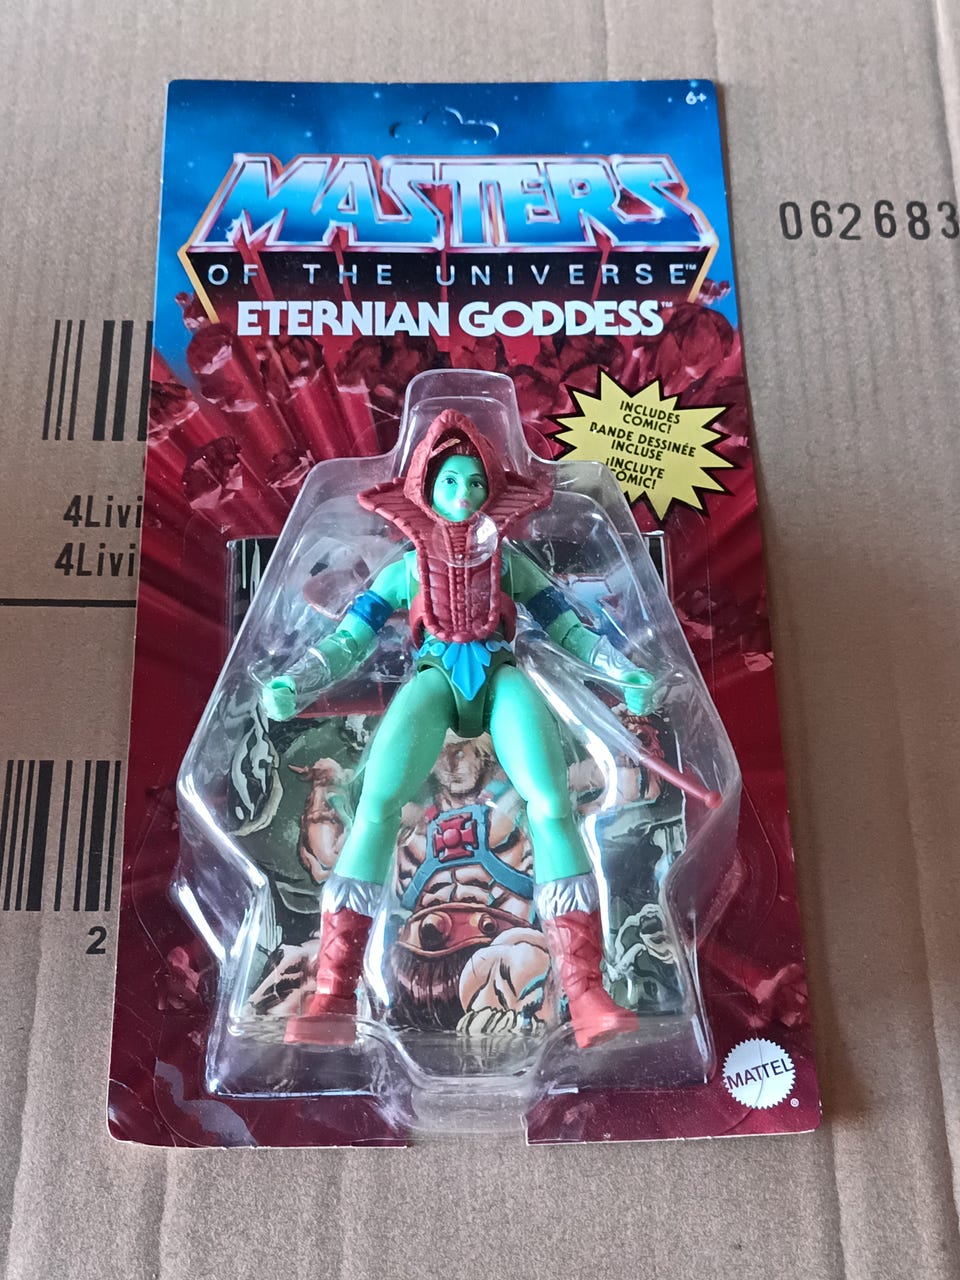 6+
MASTERS
OF THE UNIVERSE™
ETERNIAN GODDESS™
INCLUDES
COMIC!
BANDE DESSINÉE
INCLUSE
¡INCLUYE
CÓMIC!
062683
4Livi
4Livi
2
MATTEL
®